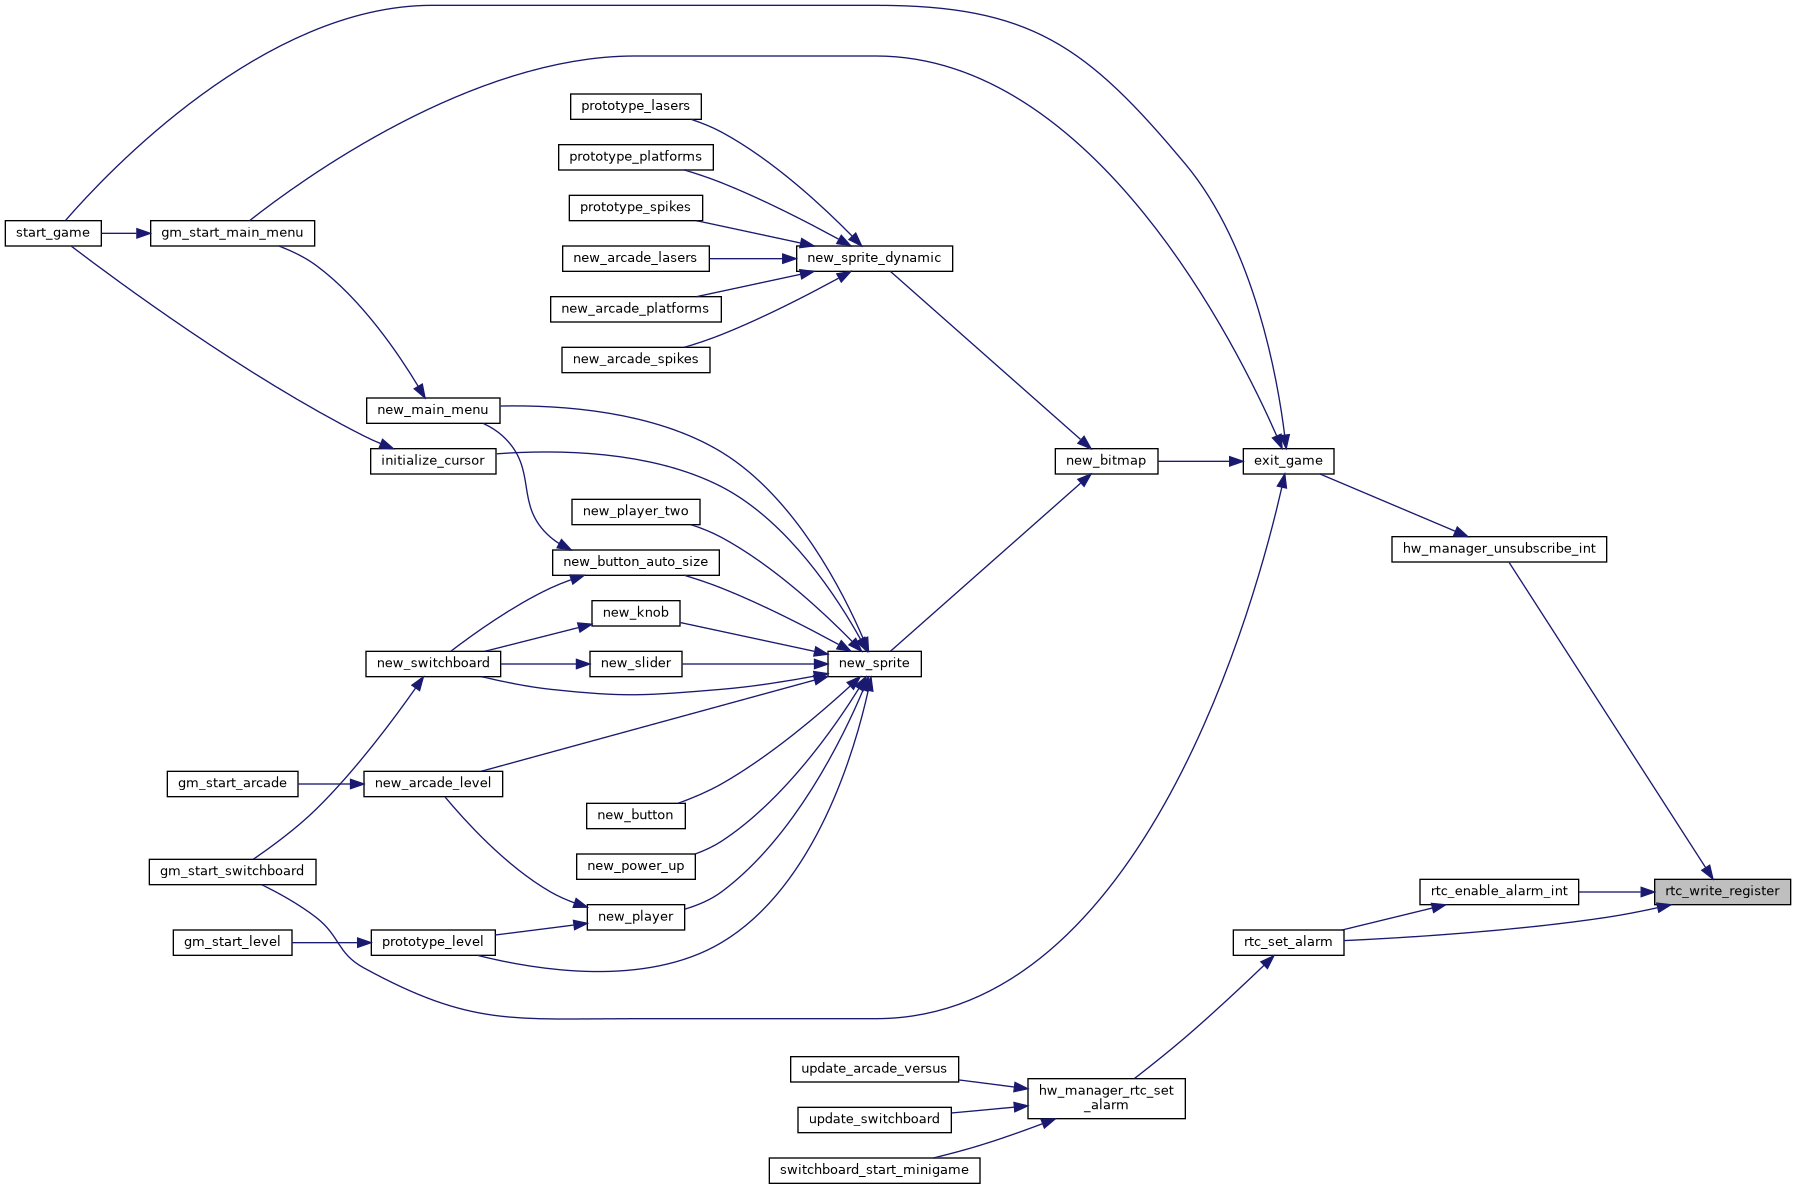 prototype_lasers
prototype_platforms
prototype_spikes
start_game
gm_start_main_menu
new_arcade_lasers
new_sprite_dynamic
new_arcade_platforms
new_arcade_spikes
new_main_menu
initialize_cursor
new_bitmap
exit_game
new_player_two
hw_manager_unsubscribe_int
new_button_auto_size
new_knob
new_switchboard
new_slider
new_sprite
gm_start_arcade
new_arcade_level
new_button
new_power_up
gm_start_switchboard
rtc_enable_alarm_int
rtc_write_register
new_player
gm_start_level
prototype_level
rtc_set_alarm
update_arcade_versus
hw_manager_rtc_set
_alarm
update_switchboard
switchboard_start_minigame